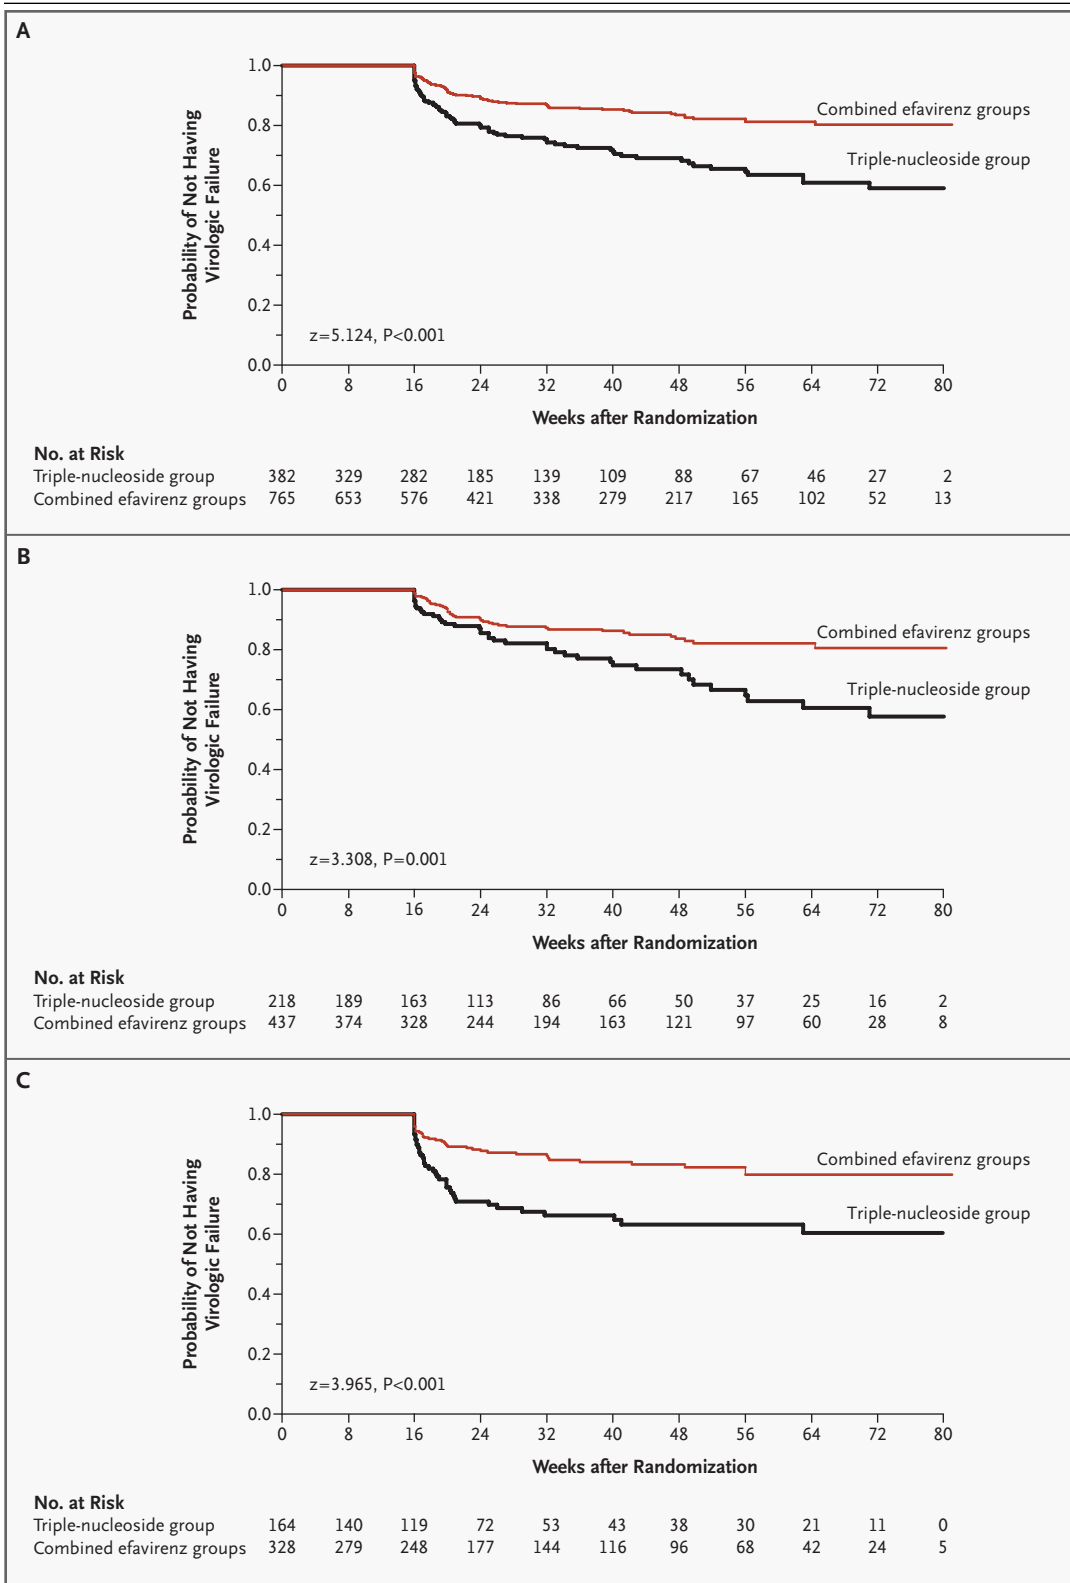 A
1.0
0.8
0.6
0.4
0.2
0.0
Probability of Not Having
Virologic Failure
Combined efavirenz groups
Triple-nucleoside group
z=5.124, P<0.001
0 8 16 24 32 40 48 56 64 72 80
Weeks after Randomization
No. at Risk
Triple-nucleoside group 382 329 282 185 139 109 88 67 46 27 2
Combined efavirenz groups 765 653 576 421 338 279 217 165 102 52 13
B
1.0
0.8
0.6
0.4
0.2
0.0
Probability of Not Having
Virologic Failure
Combined efavirenz groups
Triple-nucleoside group
z=3.308, P=0.001
0 8 16 24 32 40 48 56 64 72 80
Weeks after Randomization
No. at Risk
Triple-nucleoside group 218 189 163 113 86 66 50 37 25 16 2
Combined efavirenz groups 437 374 328 244 194 163 121 97 60 28 8
C
1.0
0.8
0.6
0.4
0.2
0.0
Probability of Not Having
Virologic Failure
Combined efavirenz groups
Triple-nucleoside group
z=3.965, P<0.001
0 8 16 24 32 40 48 56 64 72 80
Weeks after Randomization
No. at Risk
Triple-nucleoside group 164 140 119 72 53 43 38 30 21 11 0
Combined efavirenz groups 328 279 248 177 144 116 96 68 42 24 5